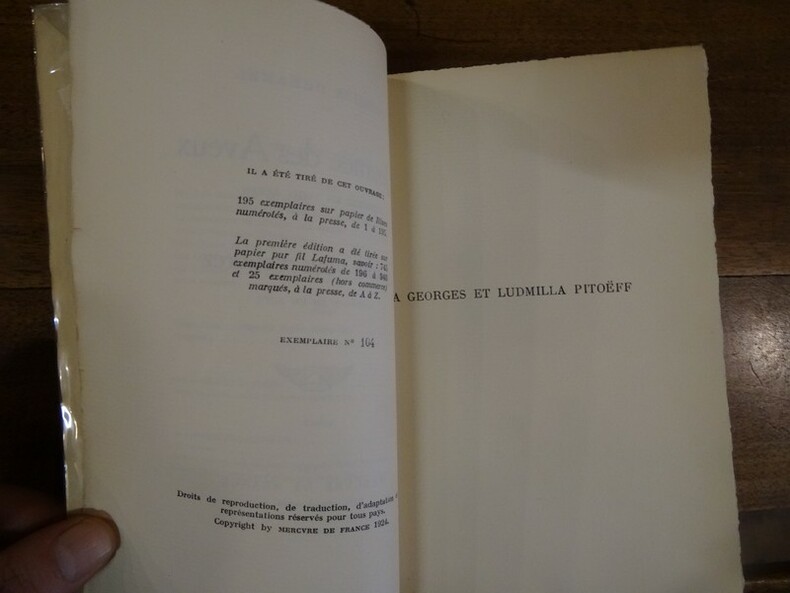 IL A ÉTÉ TIRÉ DE CET OUVRAGE :
195 exemplaires sur papier de Rives
numérotés, à la presse, de 1 à 195.
La première édition a été tirée sur
papier pur fil Lafuma, savoir :
exemplaires numérotés de 196 à
et 25 exemplaires (hors commerce)
marqués, à la presse, de A à Z.
EXEMPLAIRE N° 104
Droits de reproduction, de traduction, d'adaptation
représentations réservés pour tous pays.
Copyright by MERCVRE DE FRANCE 1924.
A GEORGES ET LUDMILLA PITOËFF